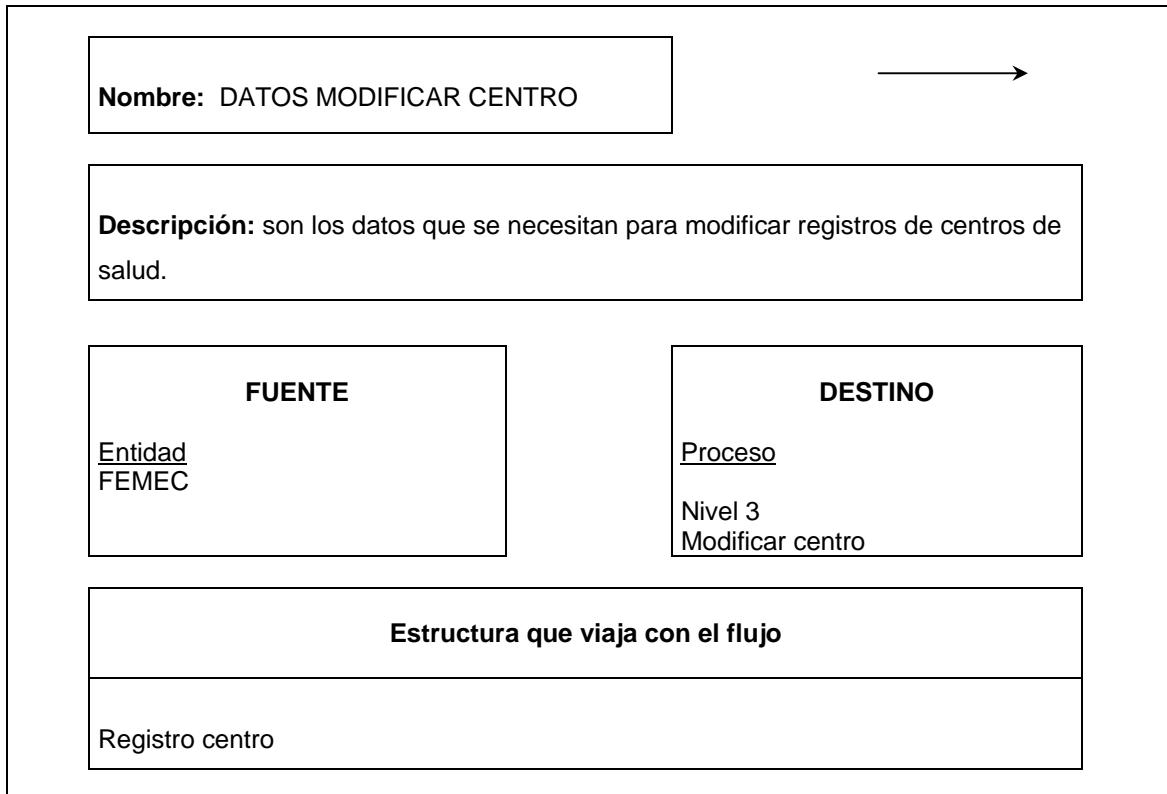 Nombre: DATOS MODIFICAR CENTRO
Descripción: son los datos que se necesitan para modificar registros de centros de
salud.
FUENTE
Entidad
FEMEC
DESTINO
Proceso
Nivel 3
Modificar centro
Estructura que viaja con el flujo
Registro centro